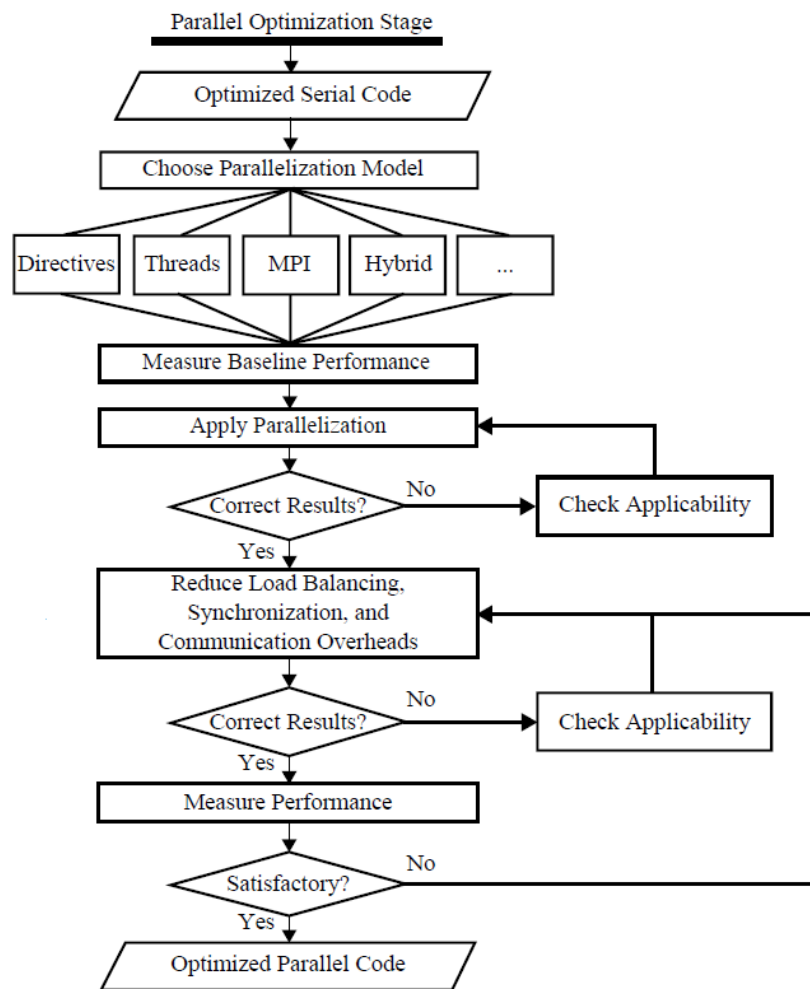 Parallel Optimization Stage
Optimized Serial Code
Choose Parallelization Model
Directives
Threads
MPI
Hybrid
...
Measure Baseline Performance
Apply Parallelization
Correct Results?
No
Check Applicability
Yes
Reduce Load Balancing,
Synchronization, and
Communication Overheads
Correct Results?
No
Check Applicability
Yes
Measure Performance
Satisfactory?
No
Yes
Optimized Parallel Code